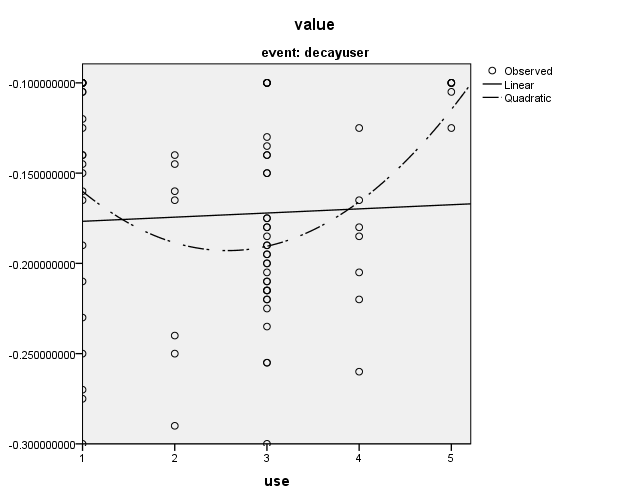 value
event: decayuser
-0.100000000
-0.150000000
-0.200000000
-0.250000000
-0.300000000
1
2
3
4
5
use
Observed
Linear
Quadratic